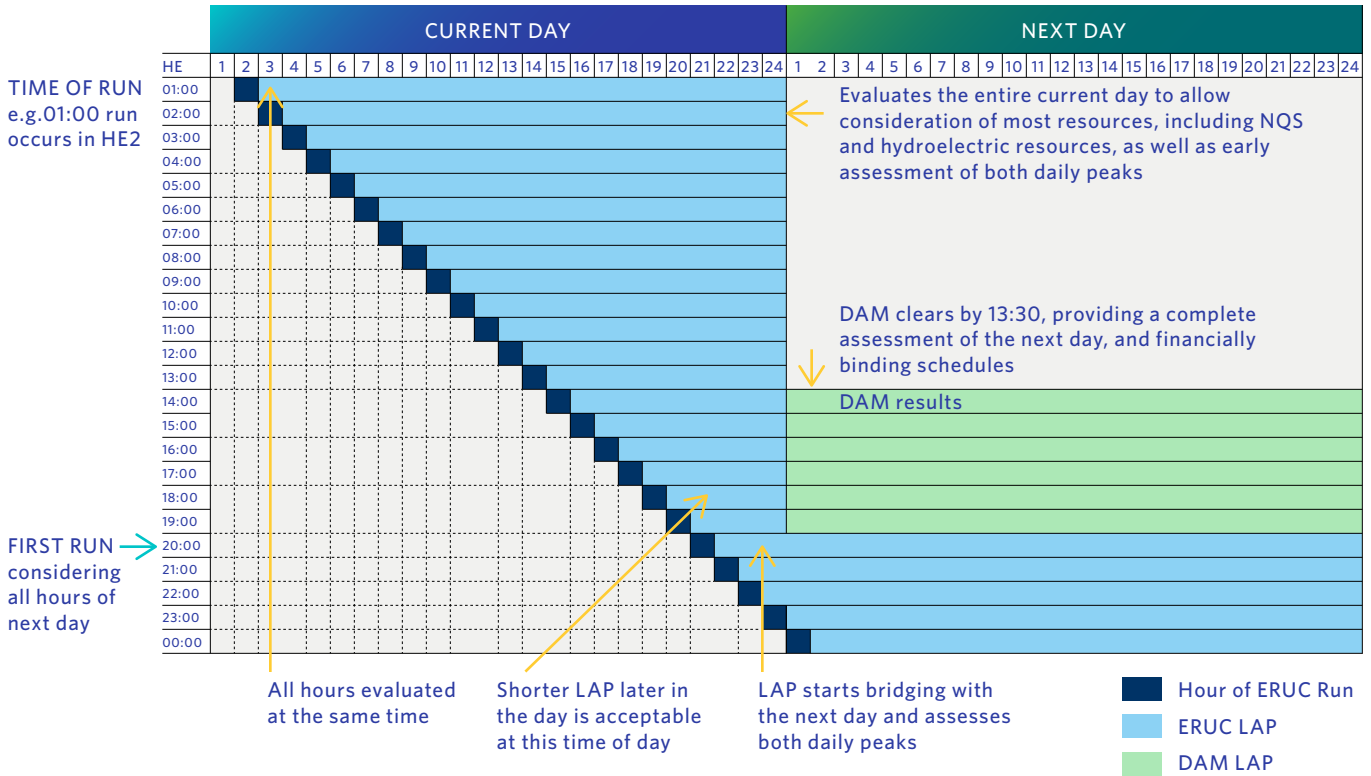 CURRENT DAY
NEXT DAY
HE 1 2 3 4 5 6 7 8 9 10 11 12 13 14 15 16 17 18 19 20 21 22 23 24 1 2 3 4 5 6 7 8 9 10 11 12 13 14 15 16 17 18 19 20 21 22 23 24
TIME OF RUN
e.g.01:00 run
occurs in HE2
01:00
02:00
03:00
04:00
05:00
06:00
07:00
08:00
09:00
10:00
11:00
12:00
13:00
14:00
15:00
16:00
17:00
18:00
19:00
20:00
21:00
22:00
23:00
00:00
Evaluates the entire current day to allow
consideration of most resources, including NQS
and hydroelectric resources, as well as early
assessment of both daily peaks
DAM clears by 13:30, providing a complete
assessment of the next day, and financially
binding schedules
DAM results
FIRST RUN
considering
all hours of
next day
All hours evaluated
at the same time
Shorter LAP later in
the day is acceptable
at this time of day
LAP starts bridging with
the next day and assesses
both daily peaks
Hour of ERUC Run
ERUC LAP
DAM LAP